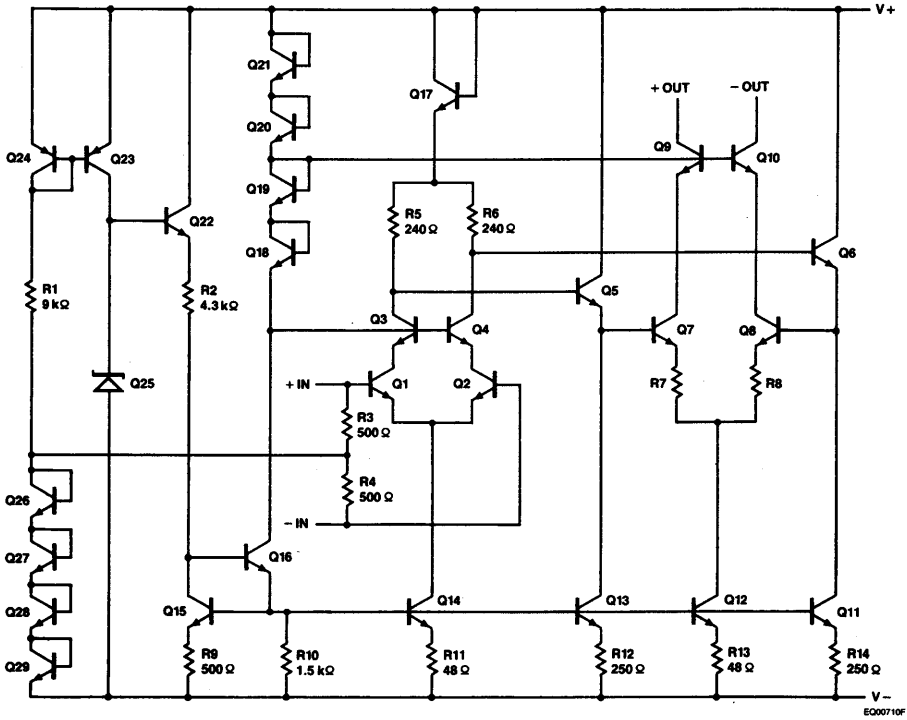 V+
Q21
Q17
+ OUT
– OUT
Q20
Q24
Q23
Q9
Q10
Q19
Q22
R5
240 Ω
R6
240 Ω
Q18
Q6
R1
9 kΩ
R2
4.3 kΩ
Q5
Q3
Q4
Q7
Q8
+ IN
Q1
Q2
Q25
R7
R8
R3
500 Ω
R4
500 Ω
Q26
– IN
Q27
Q16
Q28
Q15
Q14
Q13
Q12
Q11
Q29
R9
500 Ω
R10
1.5 kΩ
R11
48 Ω
R12
250 Ω
R13
48 Ω
R14
250 Ω
V–
EQ00710F